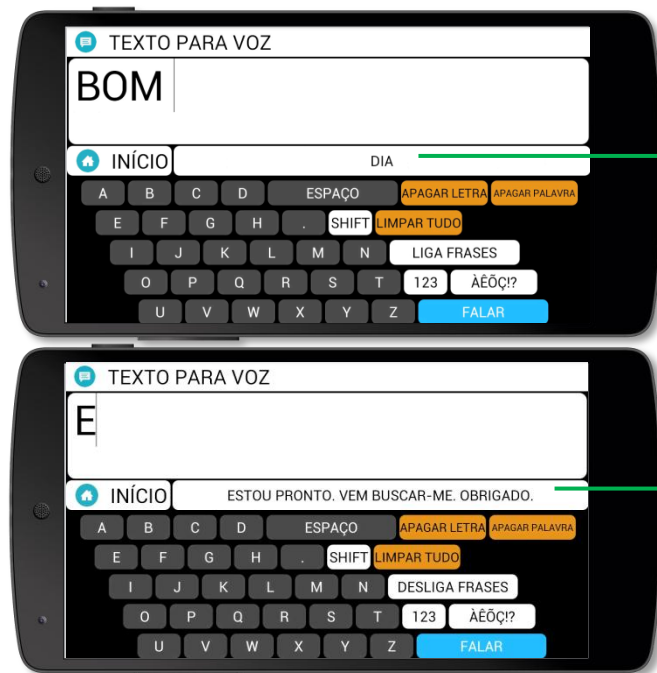 TEXTO PARA VOZ
BOM
INÍCIO DIA
A B C D ESPAÇO APAGAR LETRA APAGAR PALAVRA
E F G H . SHIFT LIMPAR TUDO
I J K L M N LIGA FRASES
O P Q R S T 123 ÀÊÕÇ!?
U V W X Y Z FALAR
TEXTO PARA VOZ
E
INÍCIO ESTOU PRONTO. VEM BUSCAR-ME. OBRIGADO.
A B C D ESPAÇO APAGAR LETRA APAGAR PALAVRA
E F G H . SHIFT LIMPAR TUDO
I J K L M N DESLIGA FRASES
O P Q R S T 123 ÀÊÕÇ!?
U V W X Y Z FALAR